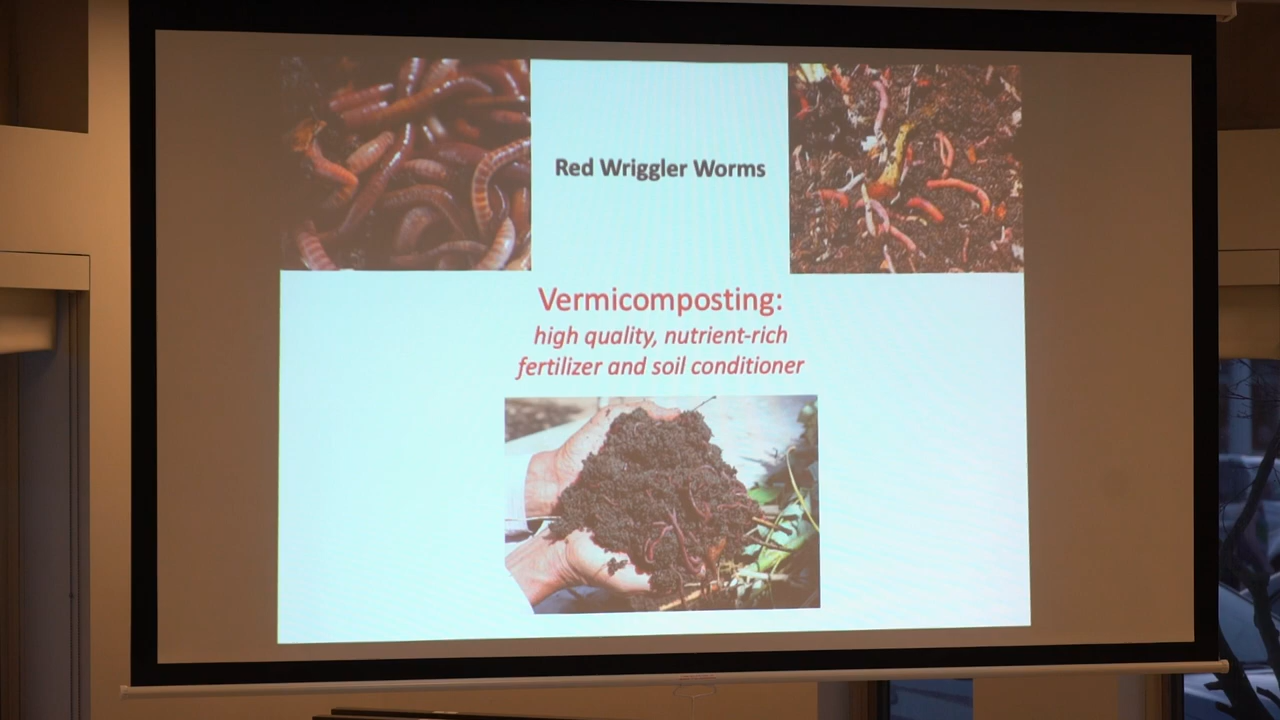 Red Wriggler Worms
Vermicomposting:
high quality, nutrient-rich
fertilizer and soil conditioner